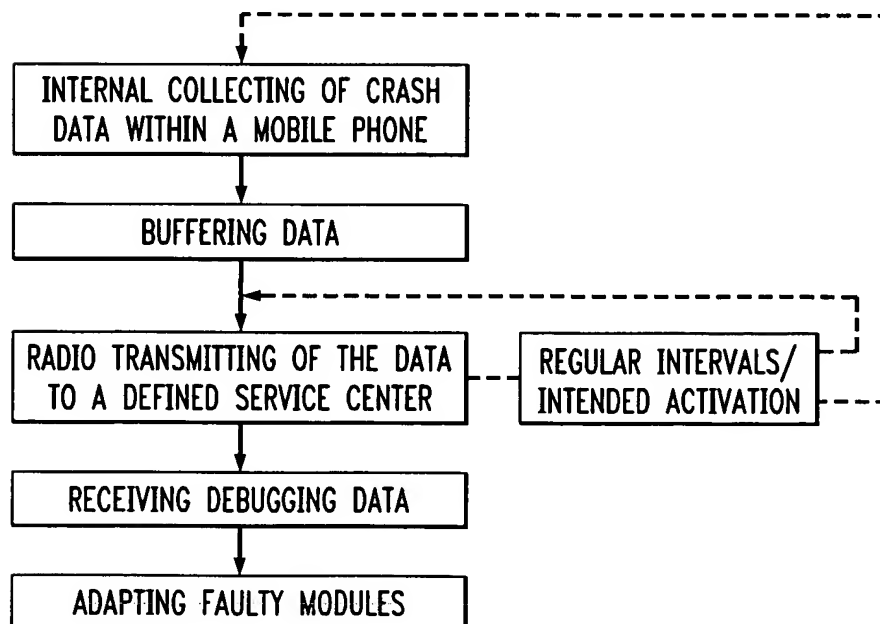 INTERNAL COLLECTING OF CRASH
DATA WITHIN A MOBILE PHONE
BUFFERING DATA
RADIO TRANSMITTING OF THE DATA
TO A DEFINED SERVICE CENTER
REGULAR INTERVALS/
INTENDED ACTIVATION
RECEIVING DEBUGGING DATA
ADAPTING FAULTY MODULES